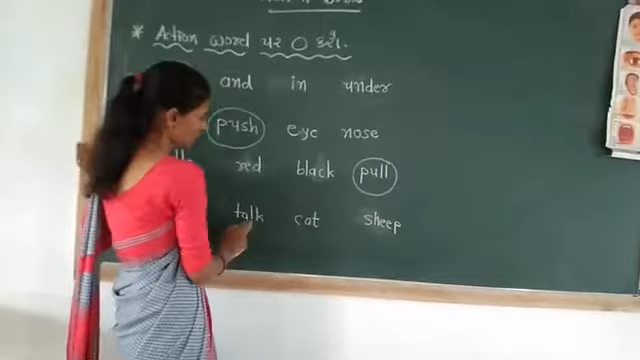 * Action word પર O કરો.
and in under
push eye nose
red black pull
talk cat sheep